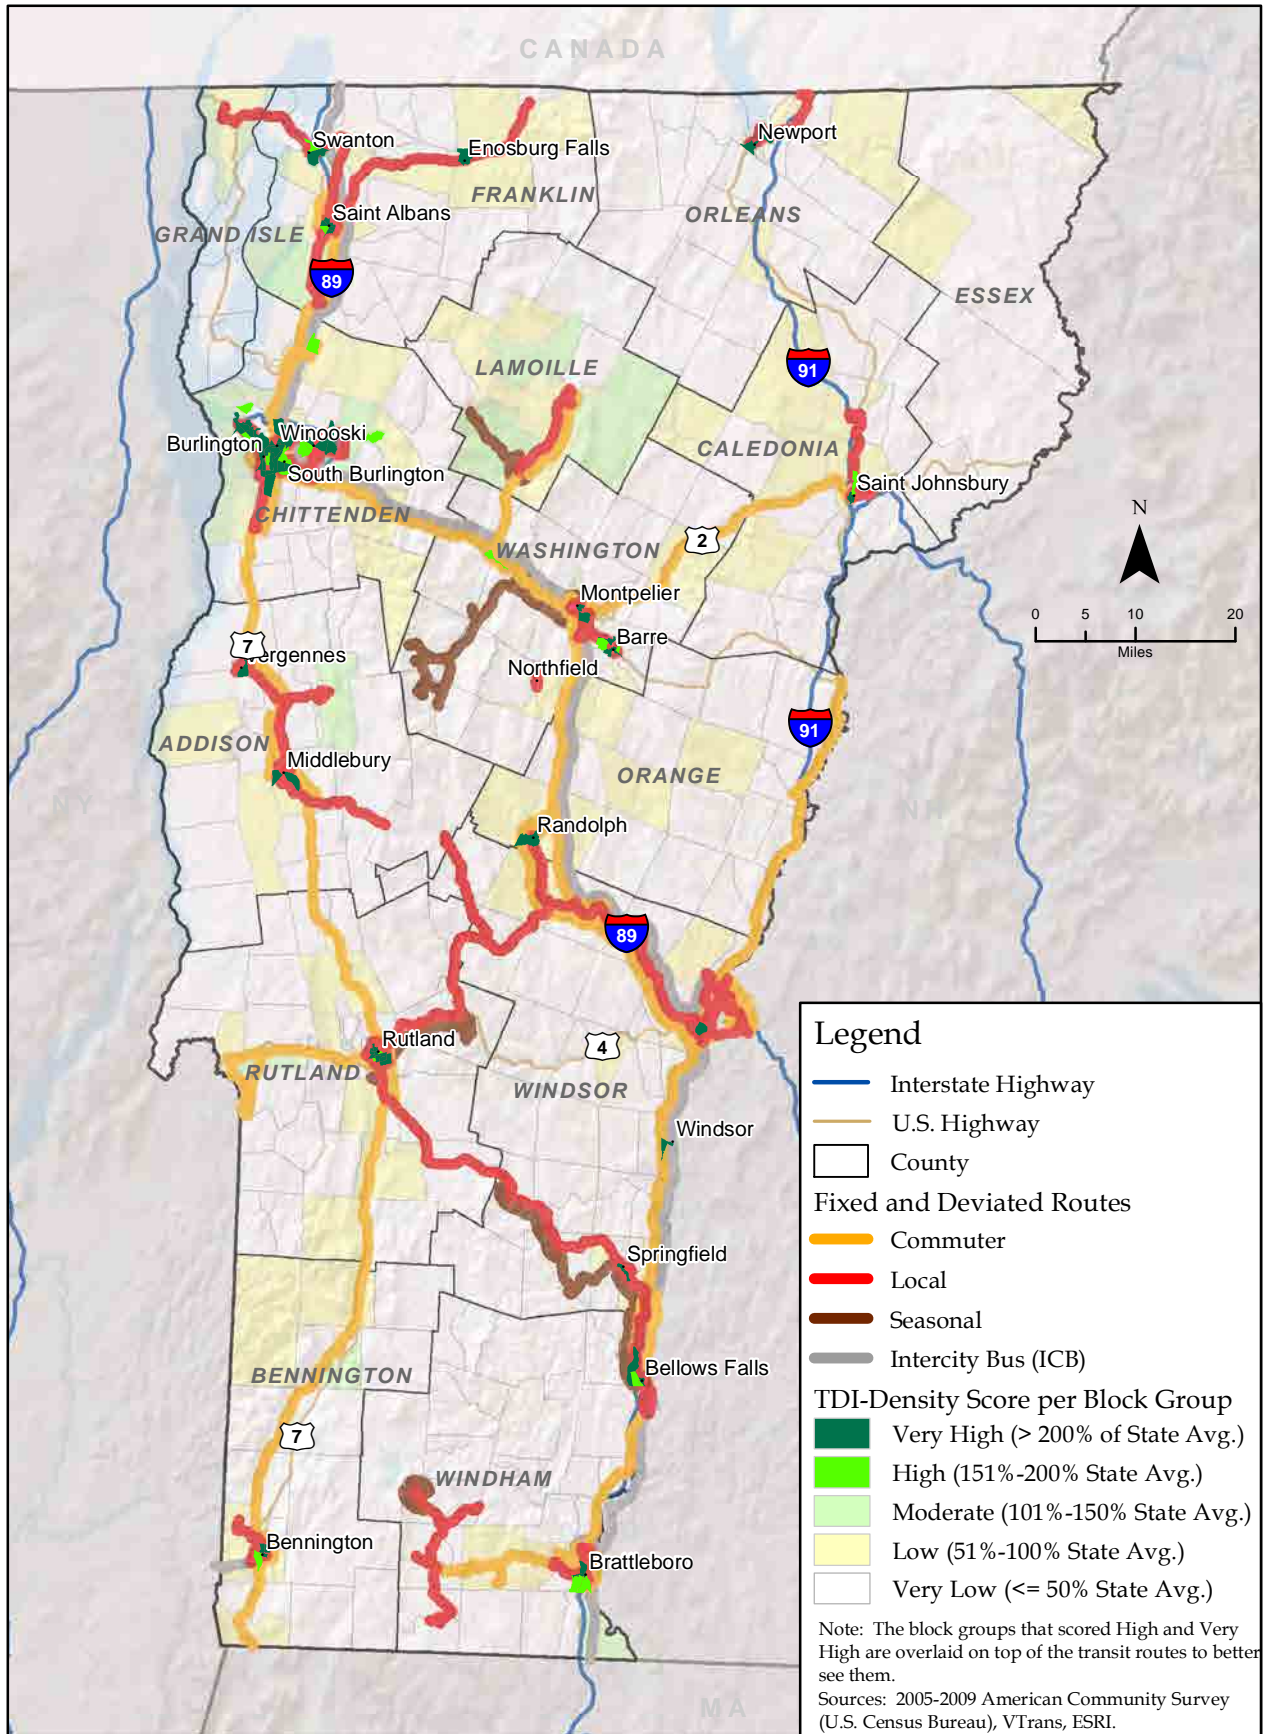 CANADA
Swanton
Enosburg Falls
Newport
FRANKLIN
Saint Albans
ORLEANS
GRAND ISLE
89
ESSEX
LAMOILLE
91
Winooski
Burlington
CALEDONIA
South Burlington
Saint Johnsbury
CHITTENDEN
N
WASHINGTON
2
Montpelier
0 5 10 20
Miles
Barre
7
ergennes
Northfield
91
ADDISON
Middlebury
ORANGE
NY
NH
Randolph
89
Rutland
4
RUTLAND
WINDSOR
Windsor
Springfield
BENNINGTON
Bellows Falls
7
WINDHAM
Bennington
Brattleboro
MA
Legend
Interstate Highway
U.S. Highway
County
Fixed and Deviated Routes
Commuter
Local
Seasonal
Intercity Bus (ICB)
TDI-Density Score per Block Group
Very High (> 200% of State Avg.)
High (151%-200% State Avg.)
Moderate (101%-150% State Avg.)
Low (51%-100% State Avg.)
Very Low (<= 50% State Avg.)
Note: The block groups that scored High and Very
High are overlaid on top of the transit routes to better
see them.
Sources: 2005-2009 American Community Survey
(U.S. Census Bureau), VTrans, ESRI.